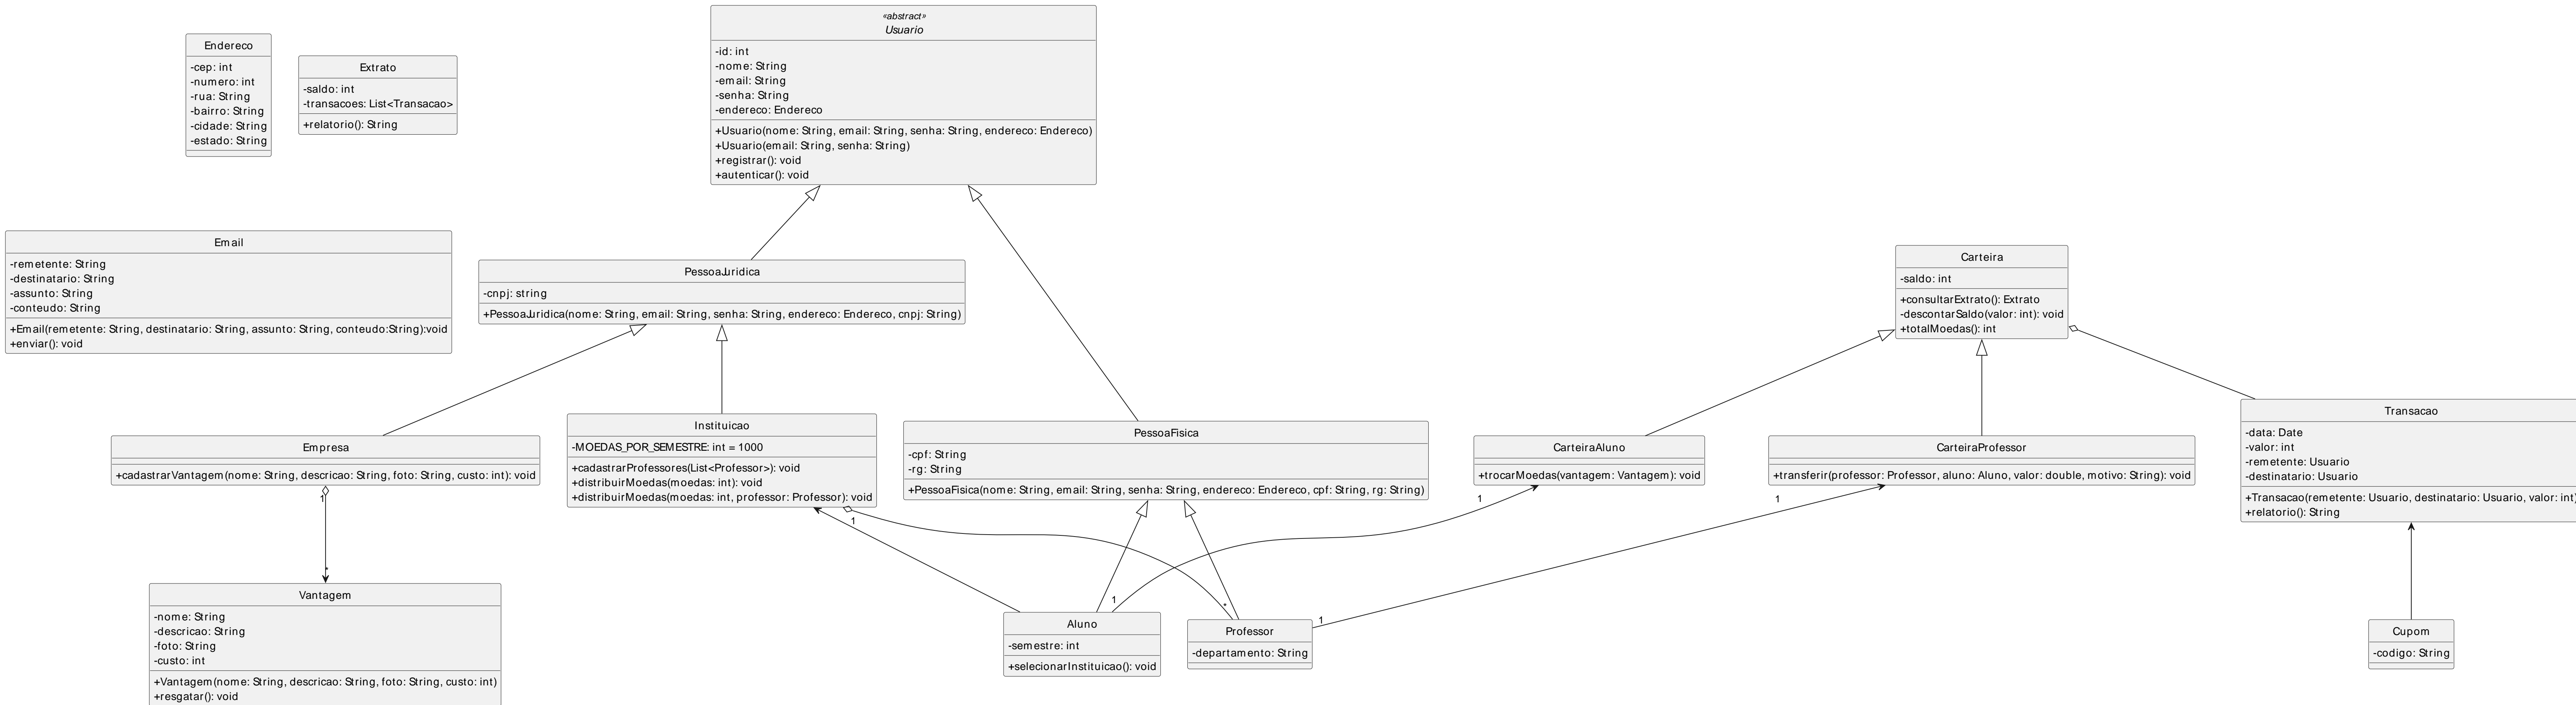 Endereco
-cep: int
-numero: int
-rua: String
-bairro: String
-cidade: String
-estado: String
Extrato
-saldo: int
-transacoes: List<Transacao>
+relatorio(): String
«abstract»
Usuario
-id: int
-nome: String
-email: String
-senha: String
-endereco: Endereco
+Usuario(nome: String, email: String, senha: String, endereco: Endereco)
+Usuario(email: String, senha: String)
+registrar(): void
+autenticar(): void
Email
-remetente: String
-destinatario: String
-assunto: String
-conteudo: String
+Email(remetente: String, destinatario: String, assunto: String, conteudo:String):void
+enviar(): void
PessoaJuridica
-cnpj: string
+PessoaJuridica(nome: String, email: String, senha: String, endereco: Endereco, cnpj: String)
Carteira
-saldo: int
+consultarExtrato(): Extrato
-descontarSaldo(valor: int): void
+totalMoedas(): int
Empresa
+cadastrarVantagem(nome: String, descricao: String, foto: String, custo: int): void
Instituicao
-MOEDAS_POR_SEMESTRE: int = 1000
+cadastrarProfessores(List<Professor>): void
+distribuirMoedas(moedas: int): void
+distribuirMoedas(moedas: int, professor: Professor): void
PessoaFisica
-cpf: String
-rg: String
+PessoaFisica(nome: String, email: String, senha: String, endereco: Endereco, cpf: String, rg: String)
CarteiraAluno
+trocarMoedas(vantagem: Vantagem): void
CarteiraProfessor
+transferir(professor: Professor, aluno: Aluno, valor: double, motivo: String): void
Transacao
-data: Date
-valor: int
-remetente: Usuario
-destinatario: Usuario
+Transacao(remetente: Usuario, destinatario: Usuario, valor: int)
+relatorio(): String
1
*
1
*
1
1
1
1
Vantagem
-nome: String
-descricao: String
-foto: String
-custo: int
+Vantagem(nome: String, descricao: String, foto: String, custo: int)
+resgatar(): void
Aluno
-semestre: int
+selecionarInstituicao(): void
Professor
-departamento: String
Cupom
-codigo: String